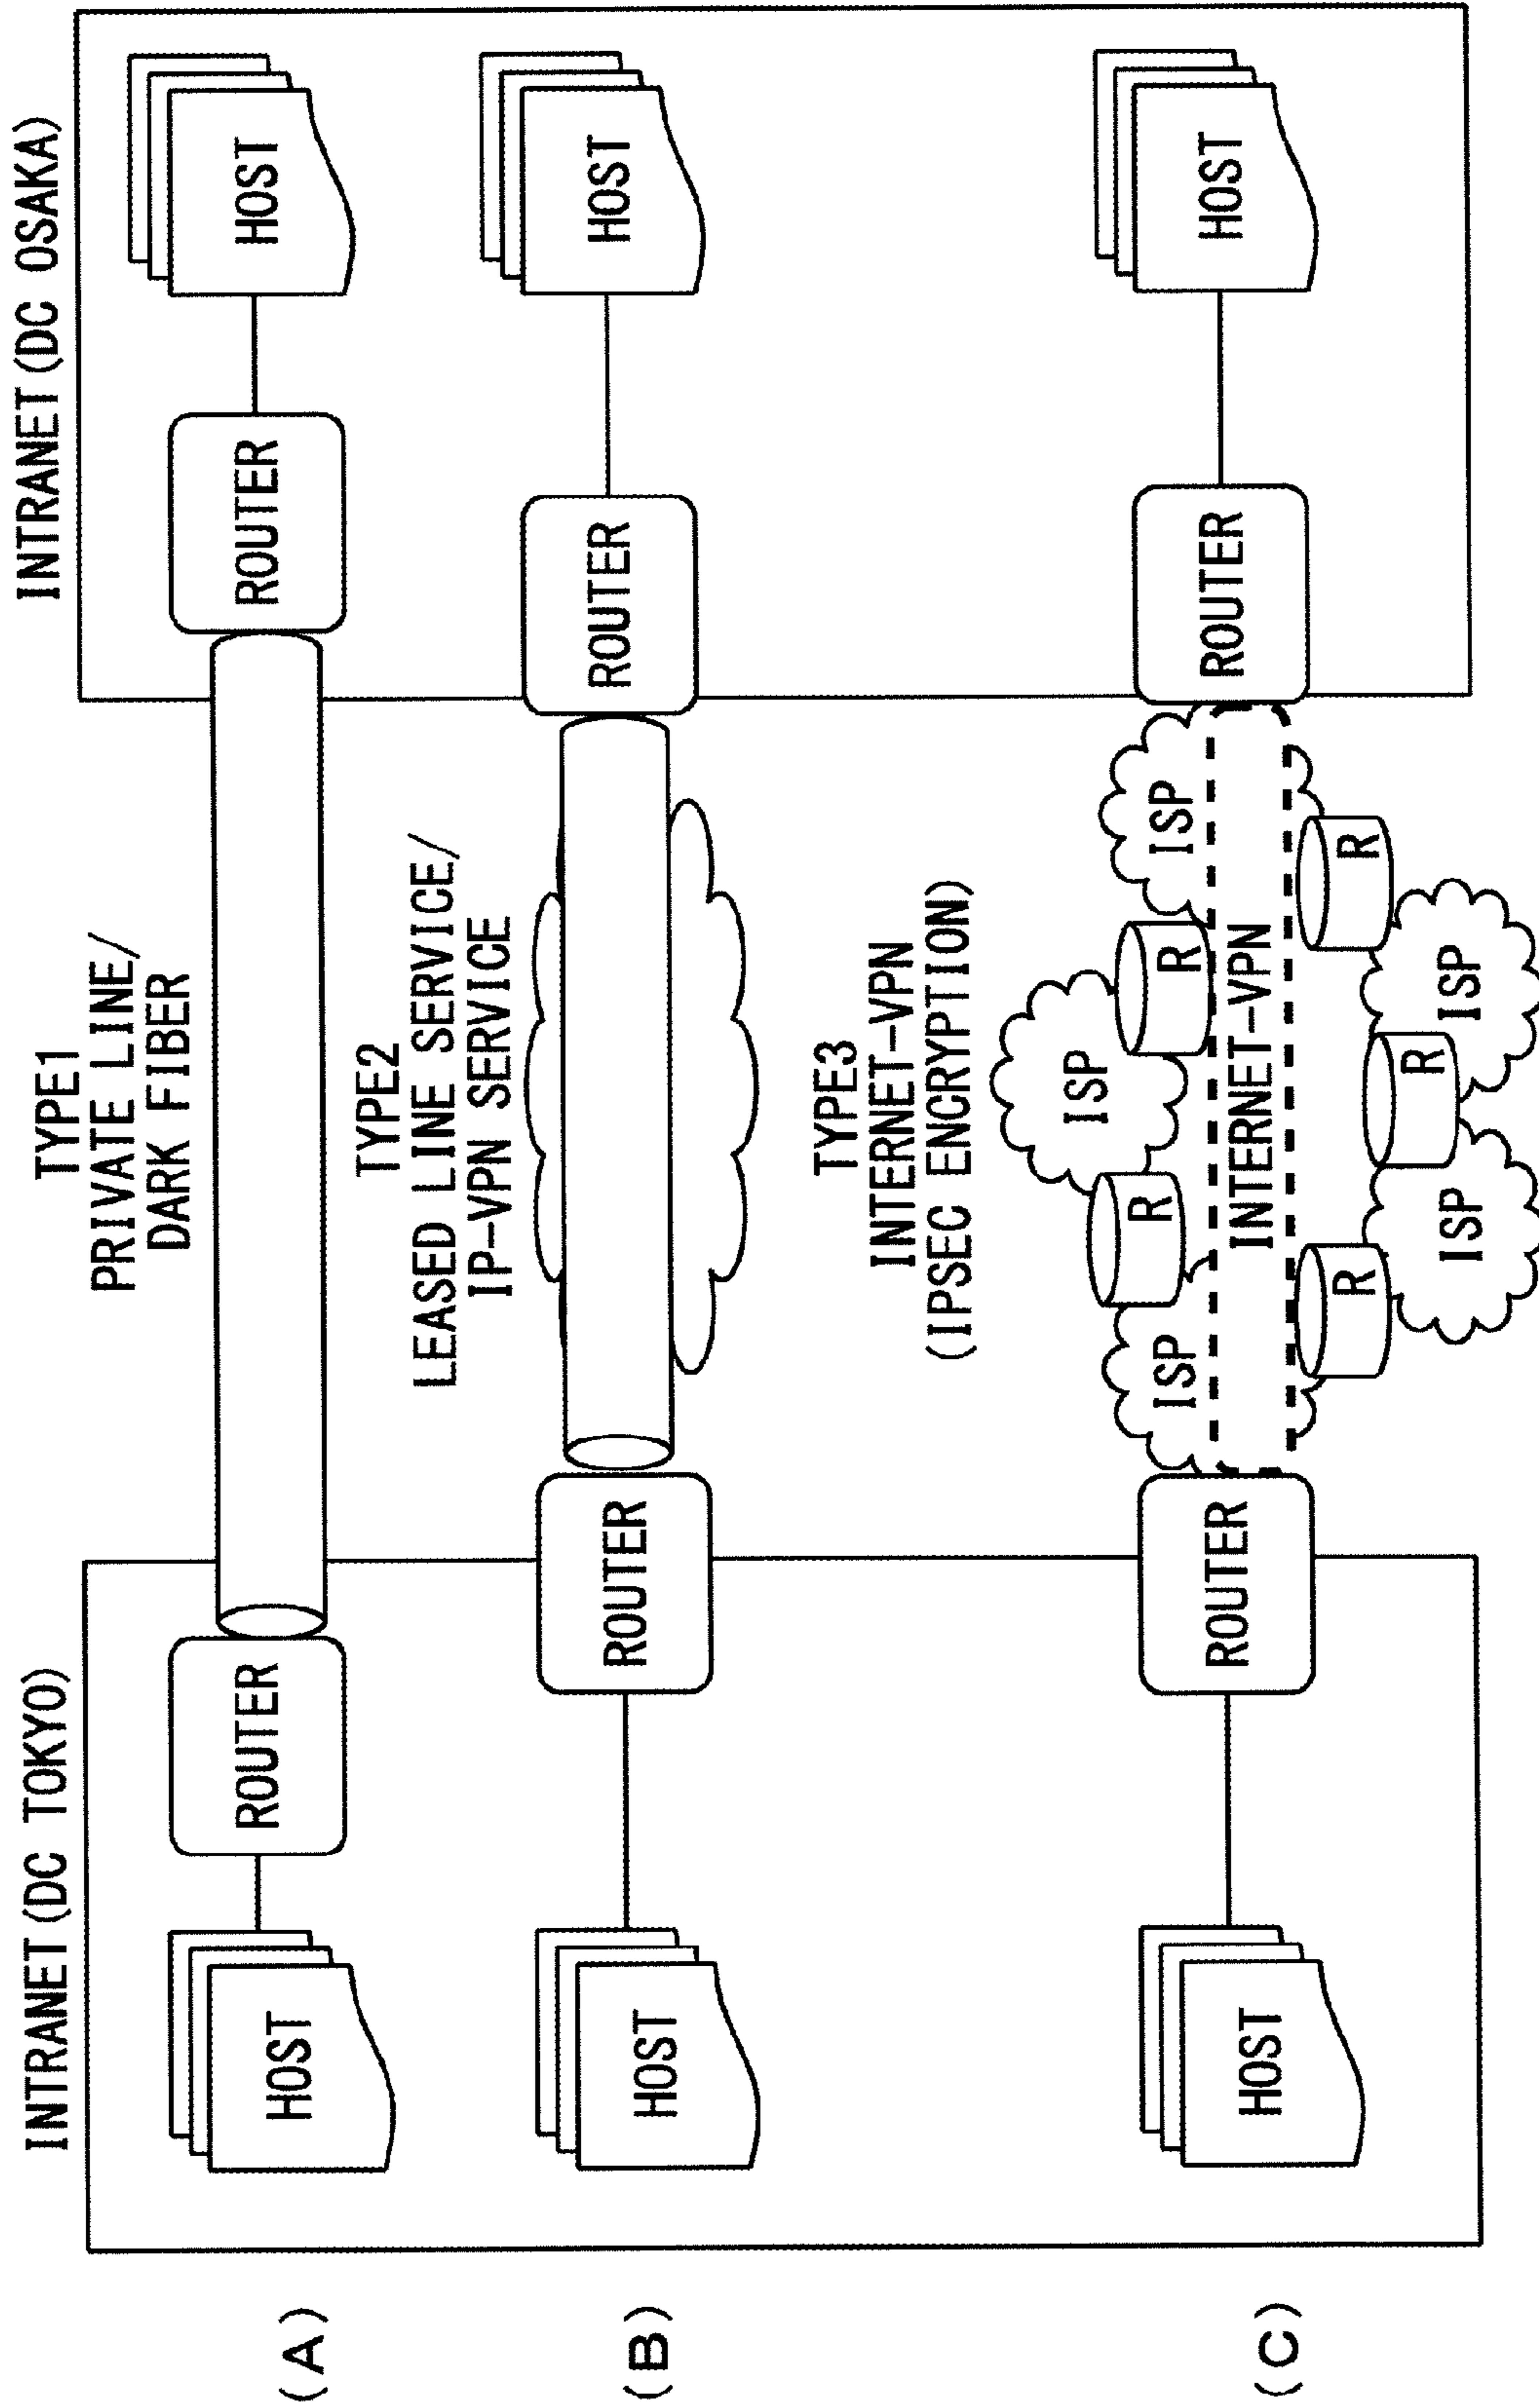 INTRANET(DC TOKYO)
INTRANET(DC OSAKA)
(A)
TYPE1
PRIVATE LINE/
DARK FIBER
HOST
ROUTER
ROUTER
HOST
(B)
TYPE2
LEASED LINE SERVICE/
IP-VPN SERVICE
HOST
ROUTER
ROUTER
HOST
(C)
TYPE3
INTERNET-VPN
(IPSEC ENCRYPTION)
HOST
ROUTER
ISP
R
ISP
R
ISP
INTERNET-VPN
R
ISP
R
ISP
R
ROUTER
HOST